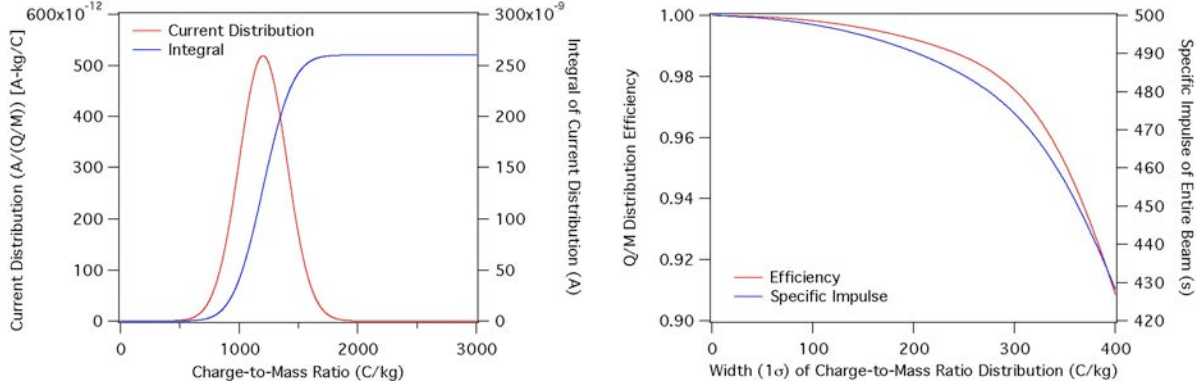 600x10-12
500
400
300
200
100
0
Current Distribution (A/(Q/M)) [A-kg/C]
Current Distribution
Integral
300x10-9
250
200
150
100
50
0
Integral of Current Distribution (A)
0 1000 2000 3000
Charge-to-Mass Ratio (C/kg)
1.00
0.98
0.96
0.94
0.92
0.90
Q/M Distribution Efficiency
Efficiency
Specific Impulse
500
490
480
470
460
450
440
430
420
Specific Impulse of Entire Beam (s)
0 100 200 300 400
Width (1σ) of Charge-to-Mass Ratio Distribution (C/kg)